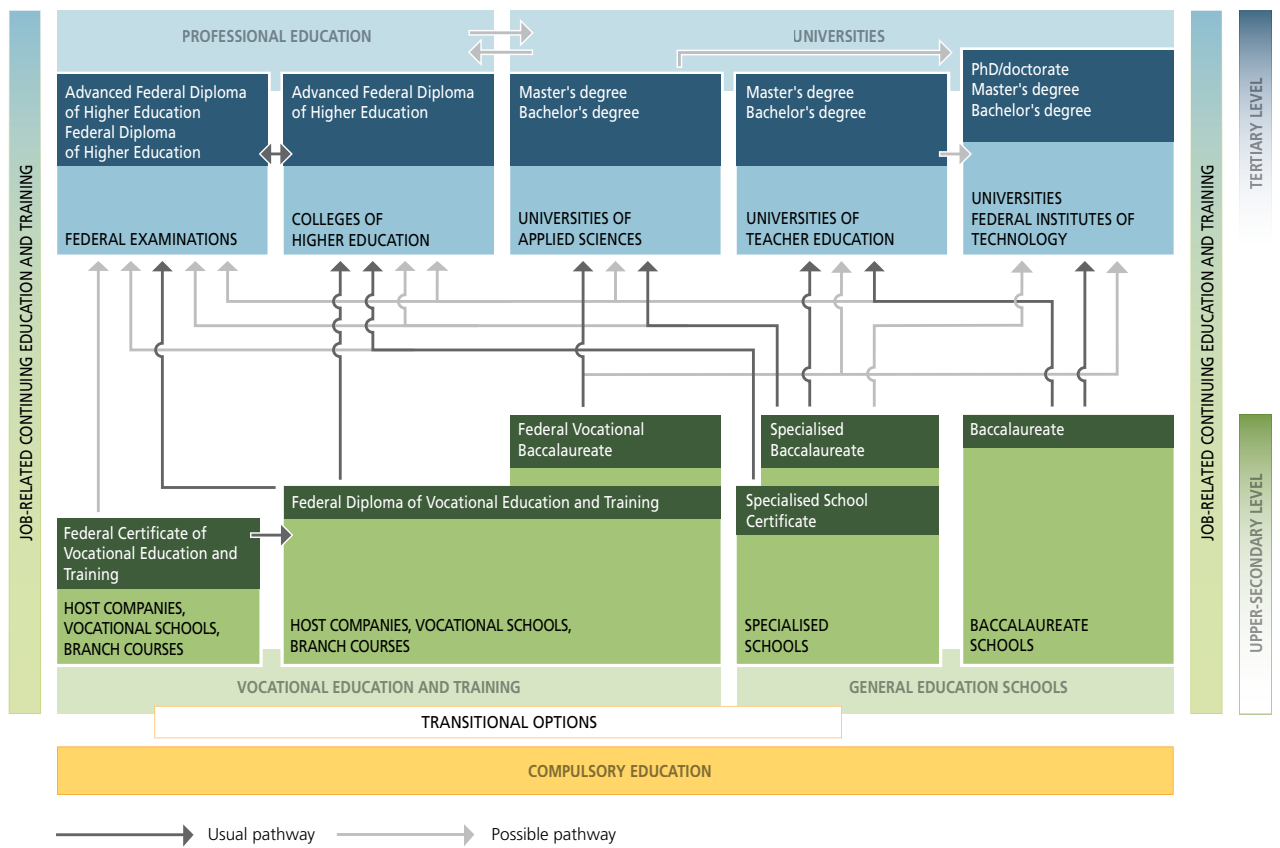 PROFESSIONAL EDUCATION
UNIVERSITIES
Advanced Federal Diploma
of Higher Education
Federal Diploma
of Higher Education
FEDERAL EXAMINATIONS
Advanced Federal Diploma
of Higher Education
COLLEGES OF
HIGHER EDUCATION
Master's degree
Bachelor's degree
UNIVERSITIES OF
APPLIED SCIENCES
Master's degree
Bachelor's degree
UNIVERSITIES OF
TEACHER EDUCATION
PhD/doctorate
Master's degree
Bachelor's degree
UNIVERSITIES
FEDERAL INSTITUTES OF
TECHNOLOGY
JOB-RELATED CONTINUING EDUCATION AND TRAINING
JOB-RELATED CONTINUING EDUCATION AND TRAINING
TERTIARY LEVEL
UPPER-SECONDARY LEVEL
Federal Vocational
Baccalaureate
Specialised
Baccalaureate
Baccalaureate
Federal Diploma of Vocational Education and Training
Specialised School
Certificate
Federal Certificate of
Vocational Education and
Training
HOST COMPANIES,
VOCATIONAL SCHOOLS,
BRANCH COURSES
HOST COMPANIES, VOCATIONAL SCHOOLS,
BRANCH COURSES
SPECIALISED
SCHOOLS
BACCALAUREATE
SCHOOLS
VOCATIONAL EDUCATION AND TRAINING
GENERAL EDUCATION SCHOOLS
TRANSITIONAL OPTIONS
COMPULSORY EDUCATION
Usual pathway
Possible pathway